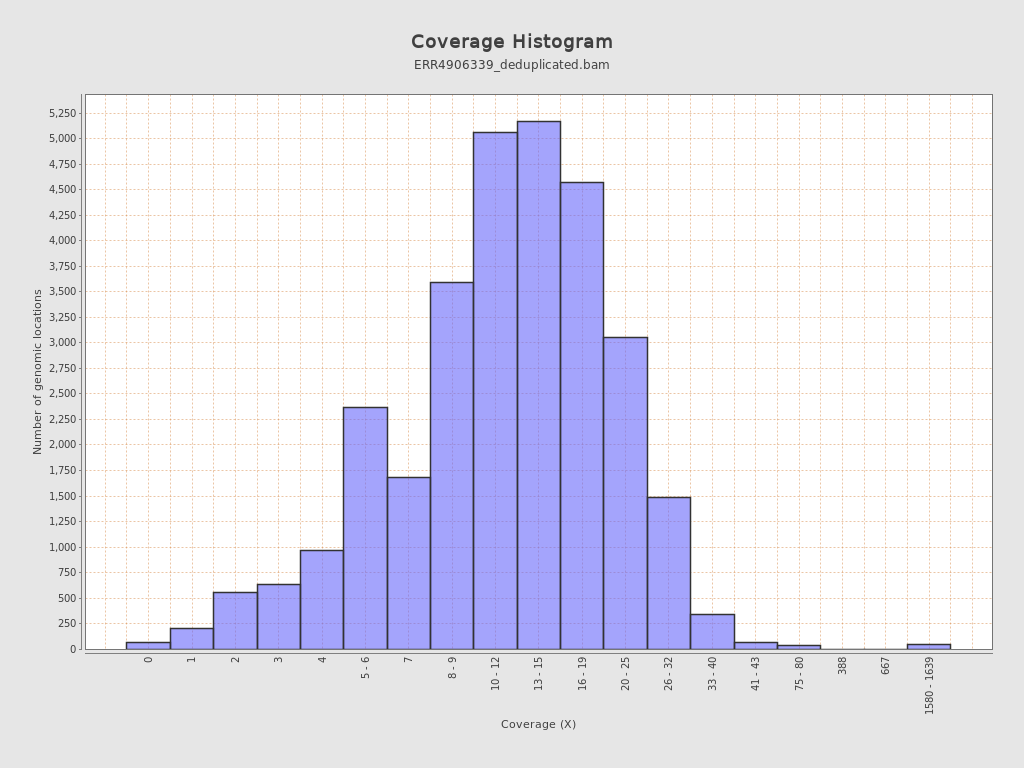 Coverage Histogram
ERR4906339_deduplicated.bam
Number of genomic locations
5,250
5,000
4,750
4,500
4,250
4,000
3,750
3,500
3,250
3,000
2,750
2,500
2,250
2,000
1,750
1,500
1,250
1,000
750
500
250
0
0
1
2
3
4
5 - 6
7
8 - 9
10 - 12
13 - 15
16 - 19
20 - 25
26 - 32
33 - 40
41 - 43
75 - 80
388
667
1580 - 1639
Coverage (X)